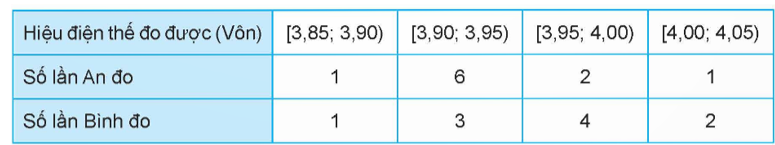 Hiệu điện thế đo được (Vôn) [3,85; 3,90) [3,90; 3,95) [3,95; 4,00) [4,00; 4,05)
Số lần An đo 1 6 2 1
Số lần Bình đo 1 3 4 2